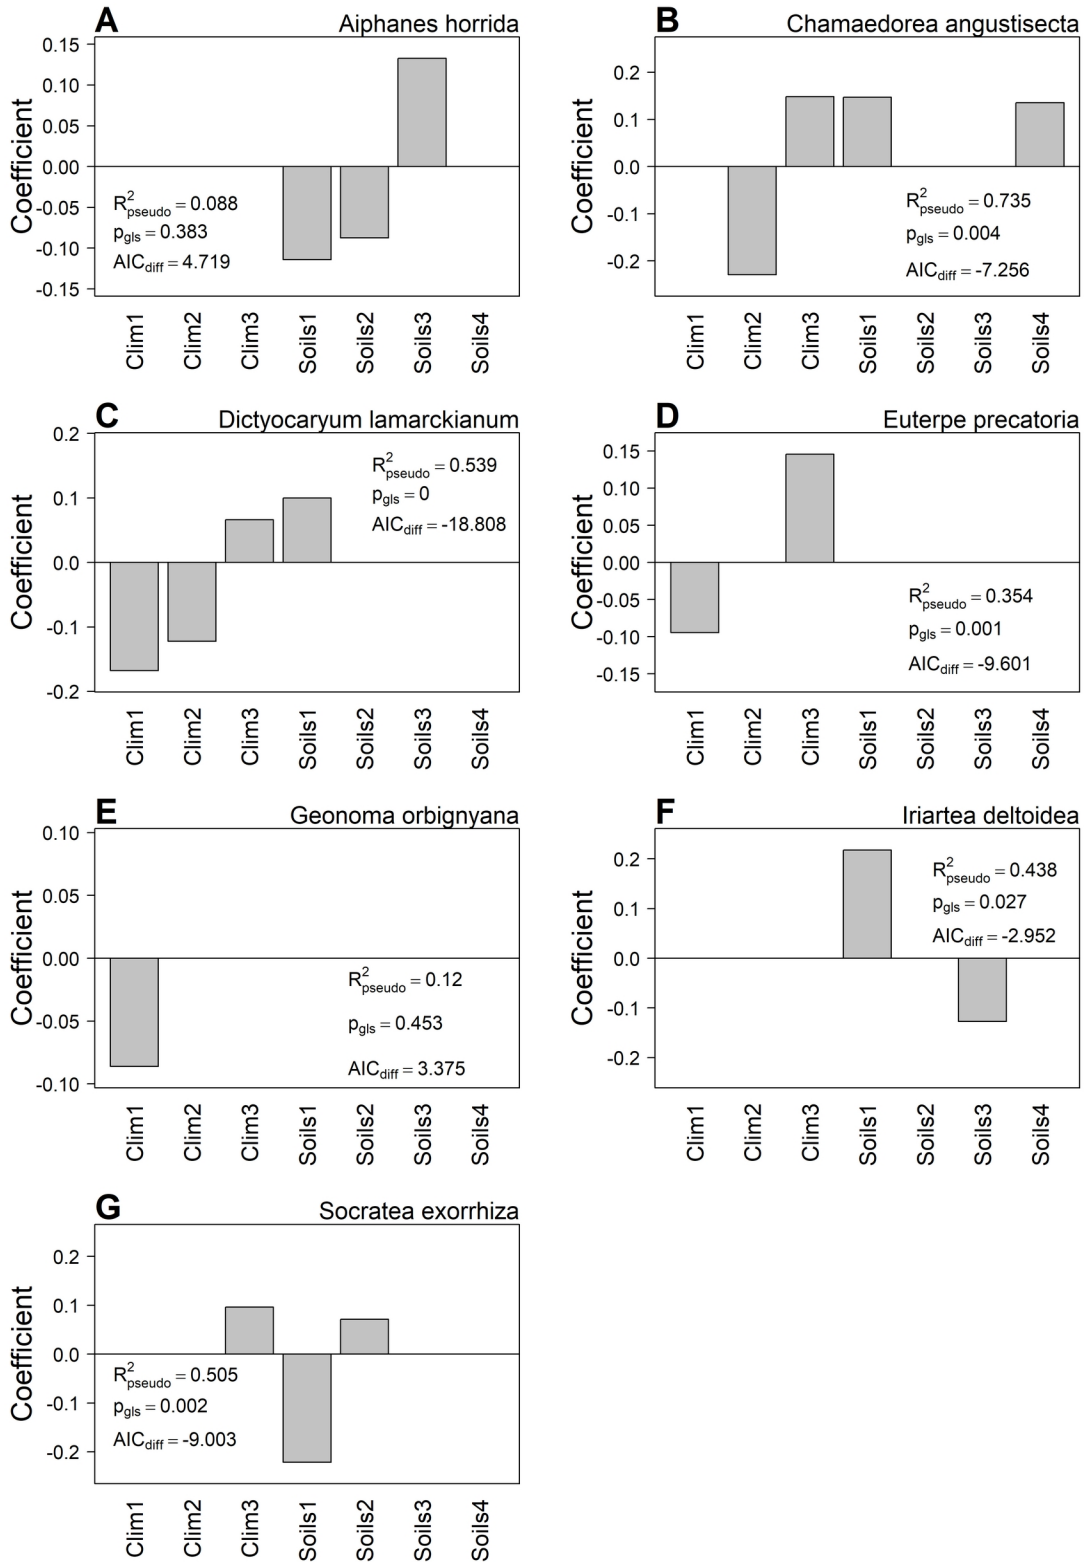 A Aiphanes horrida
Coefficient
0.15
0.10
0.05
0.00
-0.05
-0.10
-0.15
R²pseudo = 0.088
pgls = 0.383
AICdiff = 4.719
Clim1 Clim2 Clim3 Soils1 Soils2 Soils3 Soils4
B Chamaedorea angustisecta
Coefficient
0.2
0.1
0.0
-0.1
-0.2
R²pseudo = 0.735
pgls = 0.004
AICdiff = -7.256
Clim1 Clim2 Clim3 Soils1 Soils2 Soils3 Soils4
C Dictyocaryum lamarckianum
Coefficient
0.2
0.1
0.0
-0.1
-0.2
R²pseudo = 0.539
pgls = 0
AICdiff = -18.808
Clim1 Clim2 Clim3 Soils1 Soils2 Soils3 Soils4
D Euterpe precatoria
Coefficient
0.15
0.10
0.05
0.00
-0.05
-0.10
-0.15
R²pseudo = 0.354
pgls = 0.001
AICdiff = -9.601
Clim1 Clim2 Clim3 Soils1 Soils2 Soils3 Soils4
E Geonoma orbignyana
Coefficient
0.10
0.05
0.00
-0.05
-0.10
R²pseudo = 0.12
pgls = 0.453
AICdiff = 3.375
Clim1 Clim2 Clim3 Soils1 Soils2 Soils3 Soils4
F Iriartea deltoidea
Coefficient
0.2
0.1
0.0
-0.1
-0.2
R²pseudo = 0.438
pgls = 0.027
AICdiff = -2.952
Clim1 Clim2 Clim3 Soils1 Soils2 Soils3 Soils4
G Socratea exorrhiza
Coefficient
0.2
0.1
0.0
-0.1
-0.2
R²pseudo = 0.505
pgls = 0.002
AICdiff = -9.003
Clim1 Clim2 Clim3 Soils1 Soils2 Soils3 Soils4